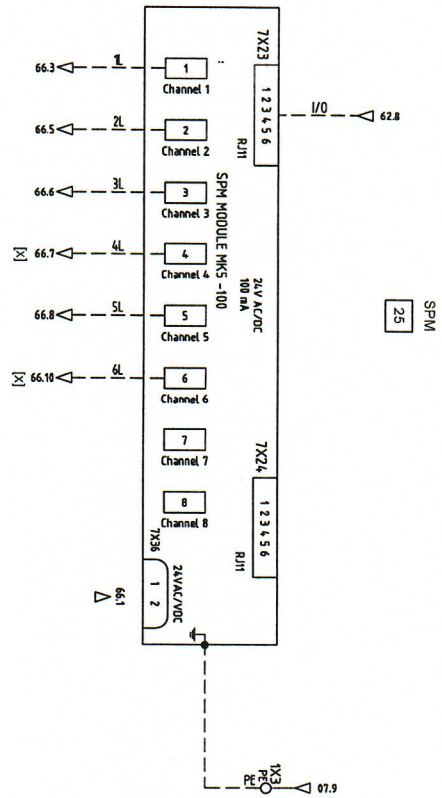 7X23
1 2 3 4 5 6
RJ11
I/O
62.8
66.3
1L
1
Channel 1
66.5
2L
2
Channel 2
66.6
3L
3
Channel 3
[X]
66.7
4L
4
Channel 4
66.8
5L
5
Channel 5
[X]
66.10
6L
6
Channel 6
7
Channel 7
8
Channel 8
SPM MODULE MK5-100
24V AC/DC
100 mA
SPM
25
7X24
1 2 3 4 5 6
RJ11
7X36
24VAC/VDC
1 2
66.1
1X3
PE
PE
07.9